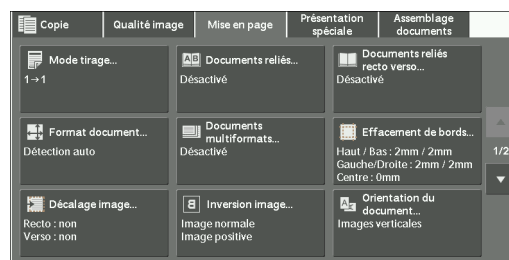 Copie
Qualité image
Mise en page
Présentation
spéciale
Assemblage
documents
Mode tirage...
1→1
Documents reliés...
Désactivé
Documents reliés
recto verso...
Désactivé
Format document...
Détection auto
Documents
multiformats...
Désactivé
Effacement de bords...
Haut / Bas : 2mm / 2mm
Gauche/Droite : 2mm / 2mm
Centre : 0mm
1/2
Décalage image...
Recto : non
Verso : non
Inversion image...
Image normale
Image positive
Orientation du
document...
Images verticales